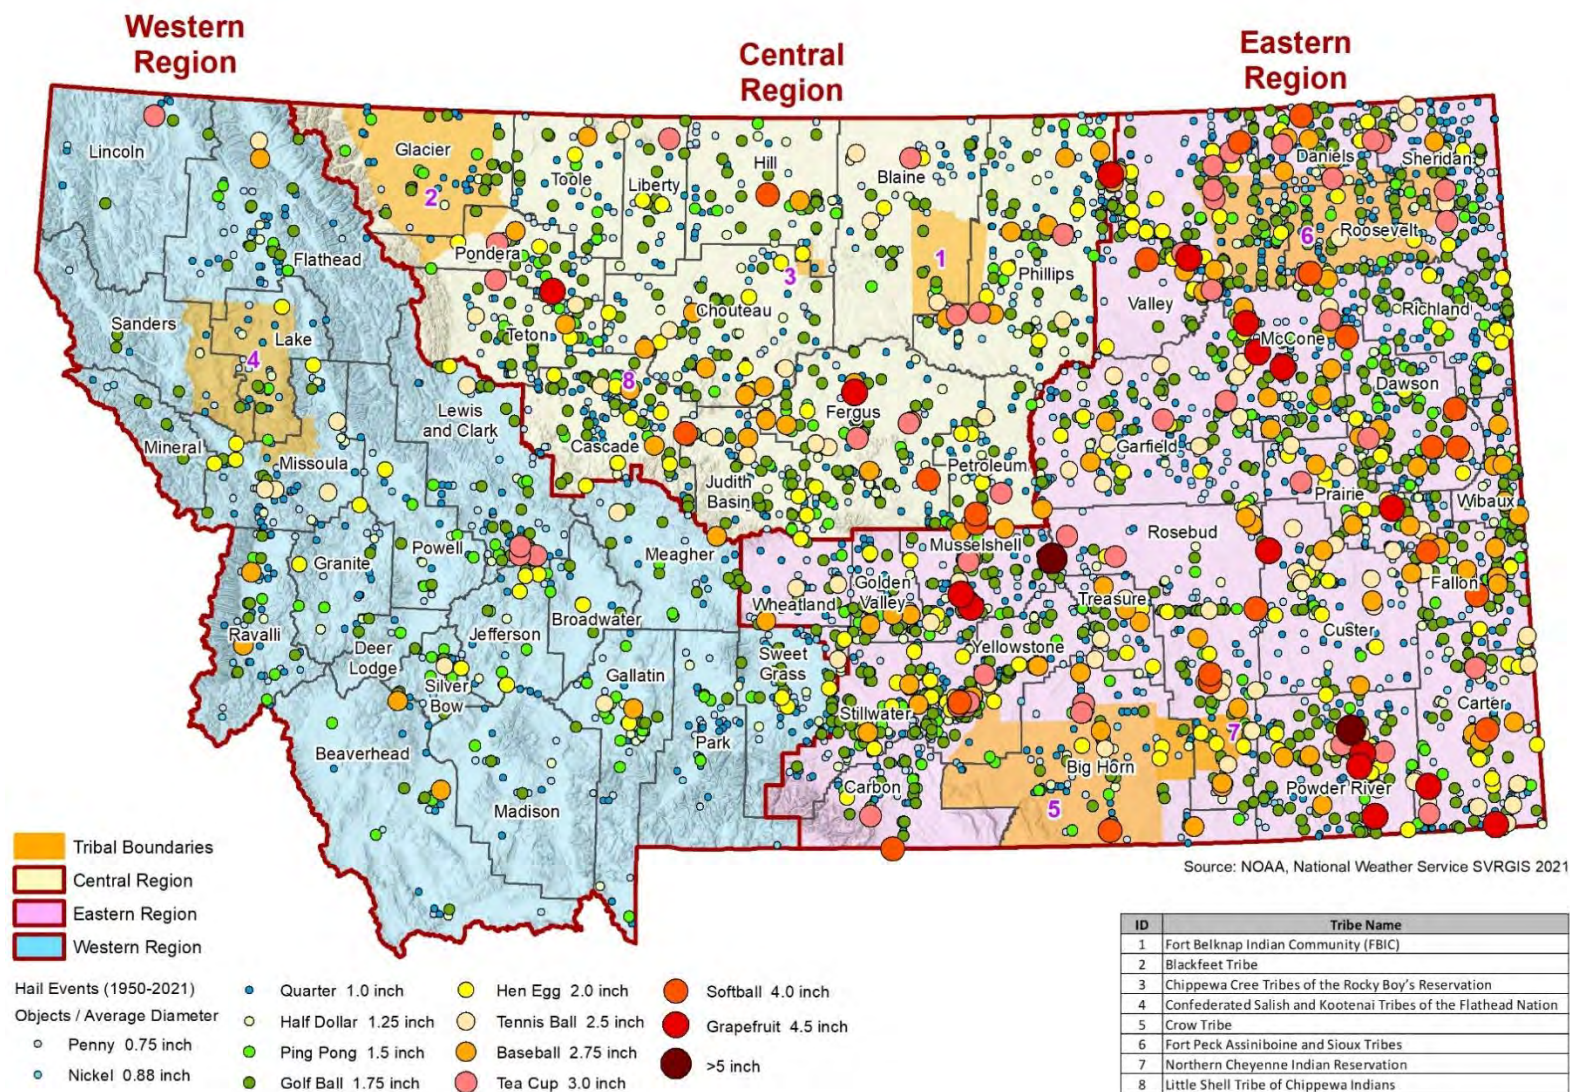 Western
Region
Central
Region
Eastern
Region
Lincoln
Glacier
2
Toole
Liberty
Hill
Blaine
Daniels
Sheridan
6
Roosevelt
Flathead
Pondera
3
1
Phillips
Valley
Richland
Sanders
Lake
4
Teton
Chouteau
McCone
8
Dawson
Lewis
and Clark
Fergus
Mineral
Missoula
Cascade
Judith
Basin
Petroleum
Garfield
Prairie
Wibaux
Powell
Granite
Meagher
Musselshell
Rosebud
Wheatland
Golden
Valley
Treasure
Fallon
Ravalli
Deer
Lodge
Jefferson
Broadwater
Custer
Silver
Bow
Gallatin
Sweet
Grass
Yellowstone
Stillwater
Carter
Beaverhead
Park
7
Big Horn
Carbon
Madison
5
Powder River
Source: NOAA, National Weather Service SVRGIS 2021
Tribal Boundaries
Central Region
Eastern Region
Western Region
Hail Events (1950-2021)
Objects / Average Diameter
Penny 0.75 inch
Nickel 0.88 inch
Quarter 1.0 inch
Half Dollar 1.25 inch
Ping Pong 1.5 inch
Golf Ball 1.75 inch
Hen Egg 2.0 inch
Tennis Ball 2.5 inch
Baseball 2.75 inch
Tea Cup 3.0 inch
Softball 4.0 inch
Grapefruit 4.5 inch
>5 inch
ID Tribe Name
1 Fort Belknap Indian Community (FBIC)
2 Blackfeet Tribe
3 Chippewa Cree Tribes of the Rocky Boy's Reservation
4 Confederated Salish and Kootenai Tribes of the Flathead Nation
5 Crow Tribe
6 Fort Peck Assiniboine and Sioux Tribes
7 Northern Cheyenne Indian Reservation
8 Little Shell Tribe of Chippewa Indians